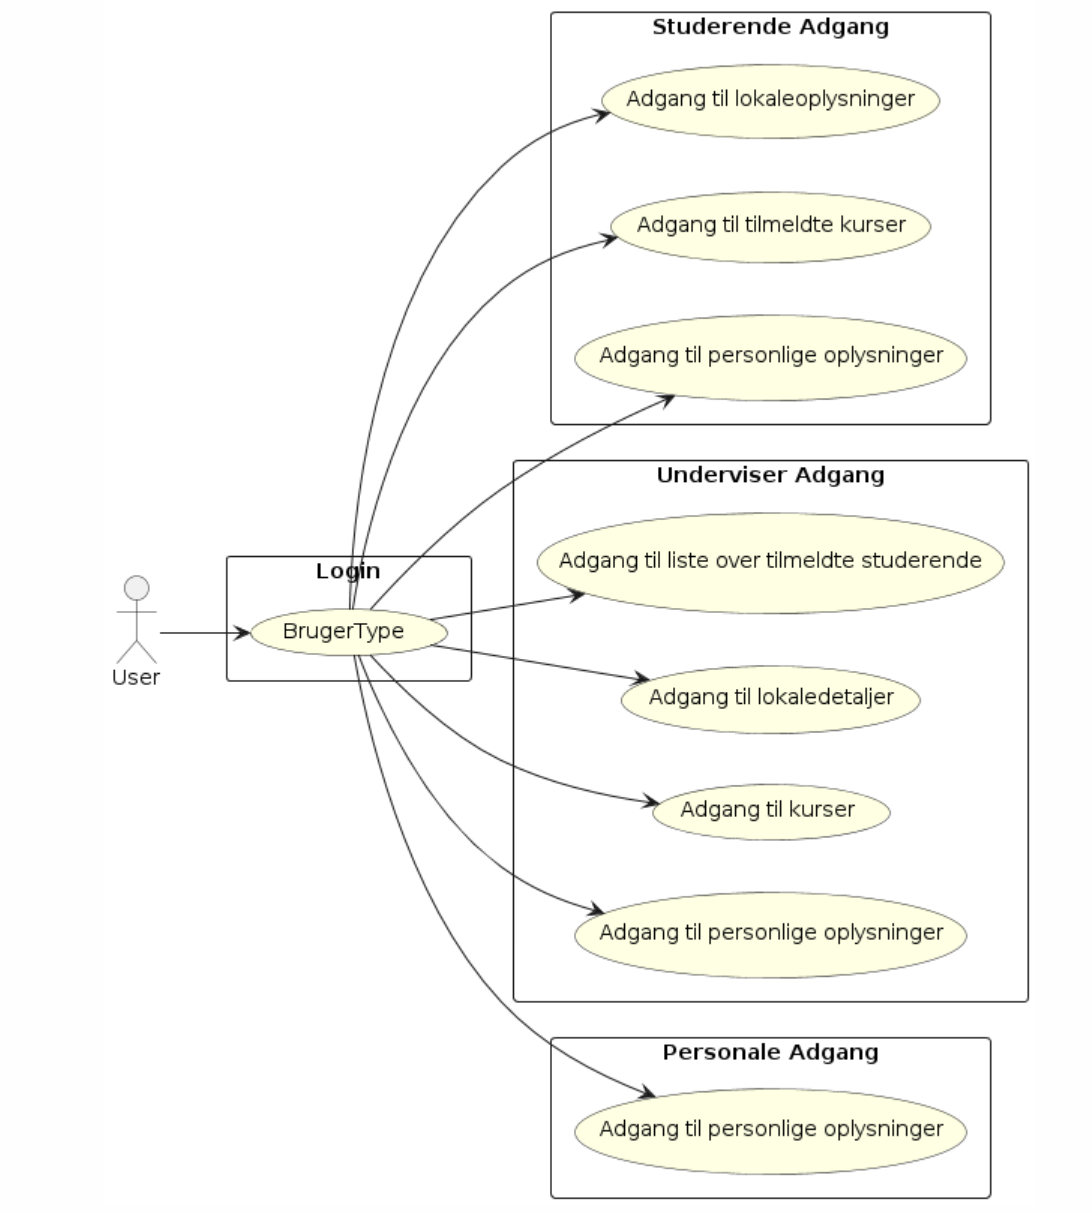 Studerende Adgang
Adgang til lokaleoplysninger
Adgang til tilmeldte kurser
Adgang til personlige oplysninger
Underviser Adgang
Adgang til liste over tilmeldte studerende
Login
BrugerType
User
Adgang til lokaledetaljer
Adgang til kurser
Adgang til personlige oplysninger
Personale Adgang
Adgang til personlige oplysninger